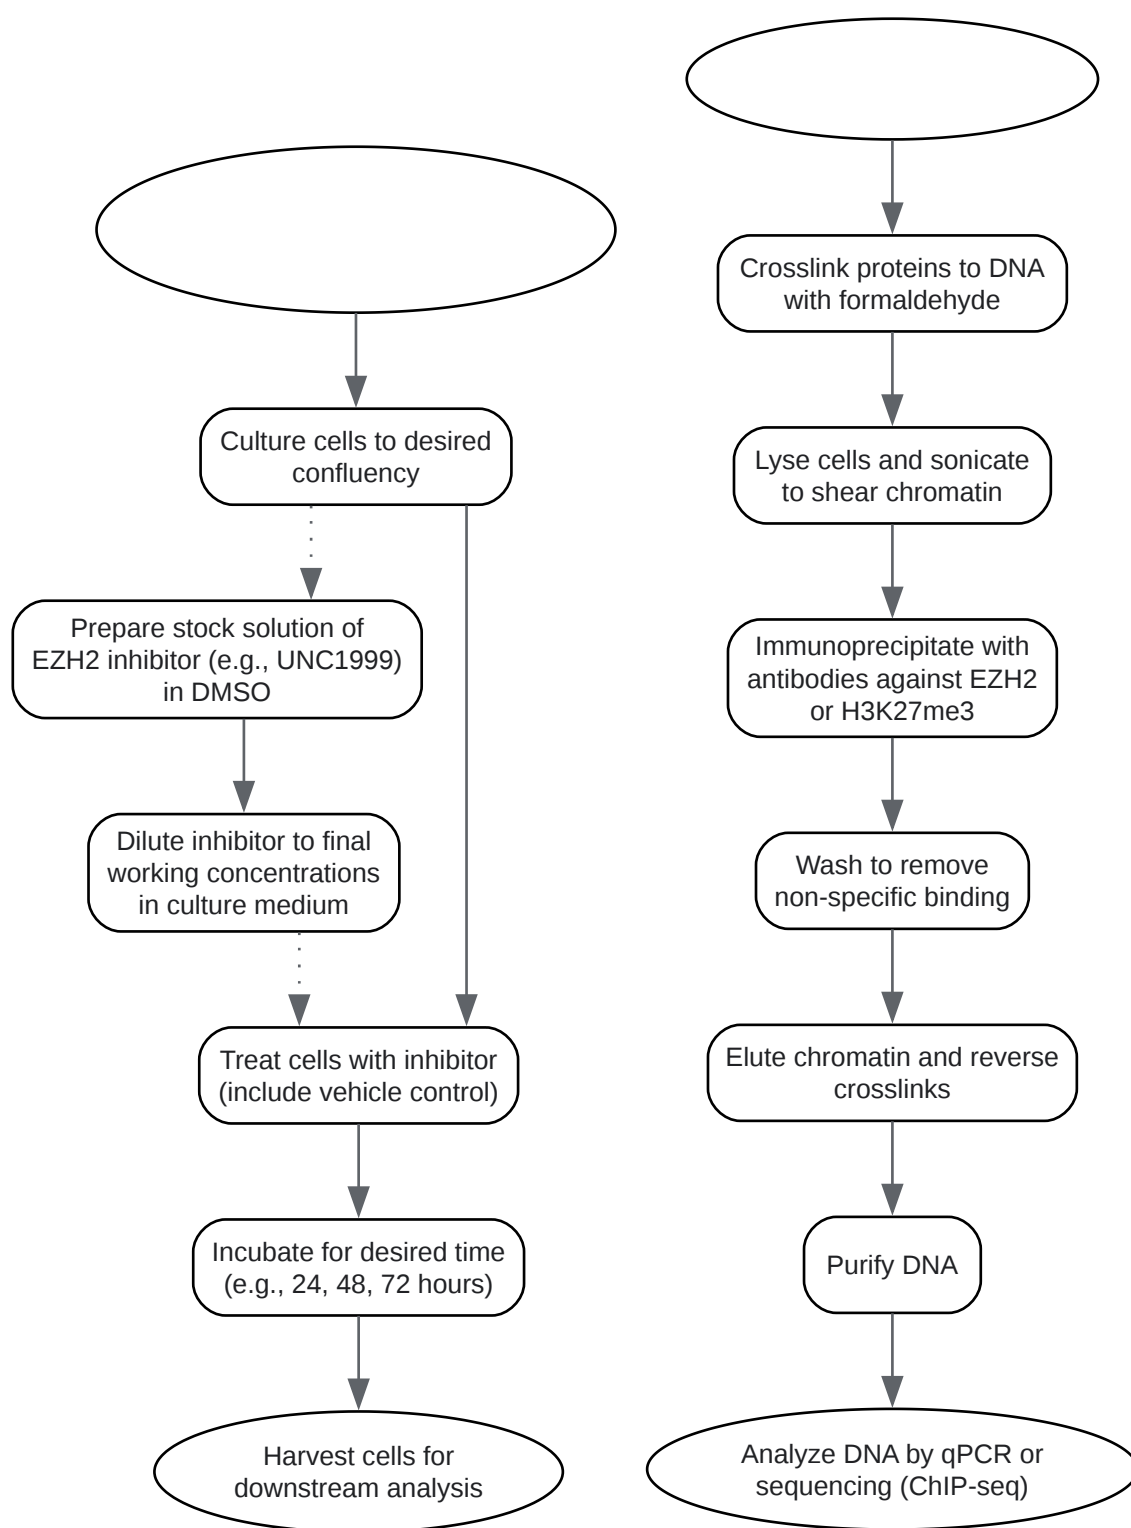 Culture cells to desired
confluency
Prepare stock solution of
EZH2 inhibitor (e.g., UNC1999)
in DMSO
Dilute inhibitor to final
working concentrations
in culture medium
Treat cells with inhibitor
(include vehicle control)
Incubate for desired time
(e.g., 24, 48, 72 hours)
Harvest cells for
downstream analysis
Crosslink proteins to DNA
with formaldehyde
Lyse cells and sonicate
to shear chromatin
Immunoprecipitate with
antibodies against EZH2
or H3K27me3
Wash to remove
non-specific binding
Elute chromatin and reverse
crosslinks
Purify DNA
Analyze DNA by qPCR or
sequencing (ChIP-seq)